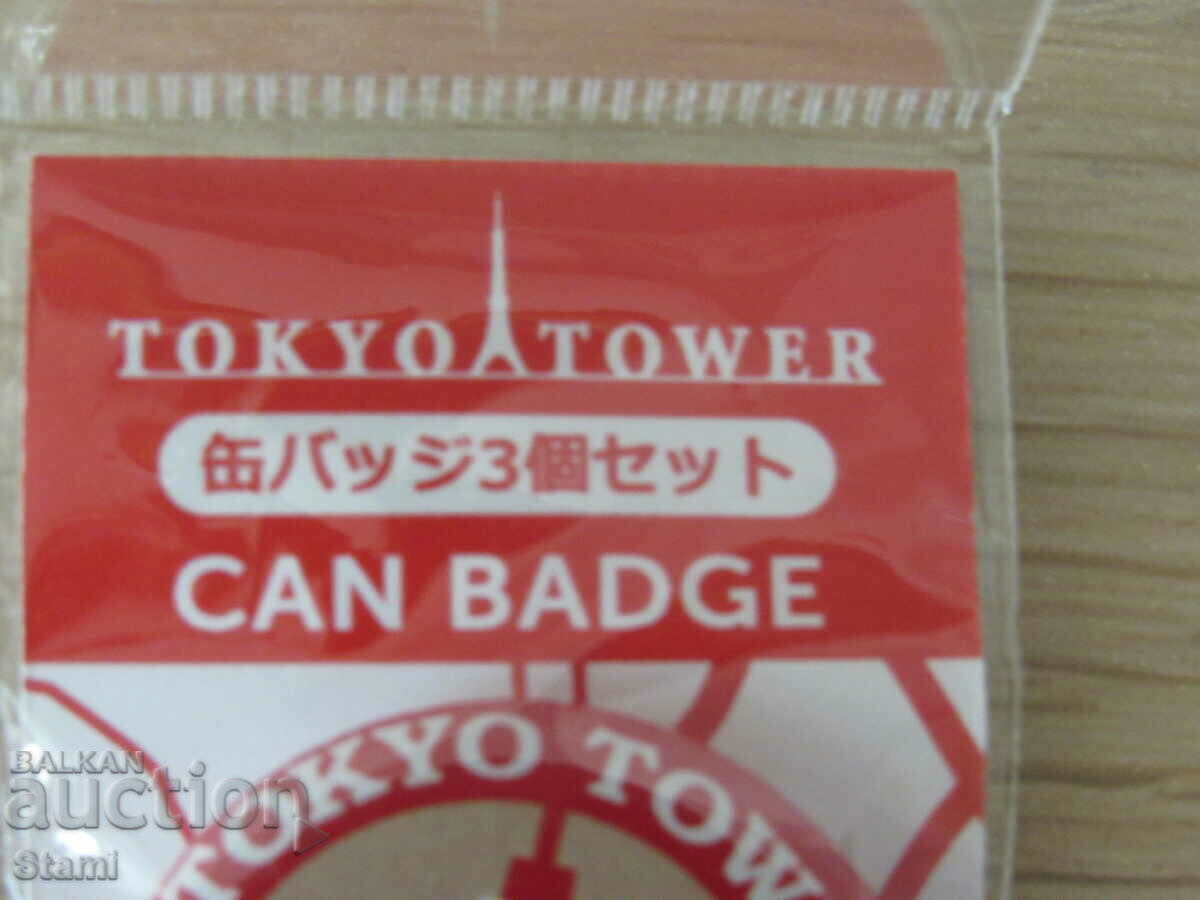 TOKYO TOWER
缶バッジ3個セット
CAN BADGE
TOKYO TOW
BALKAN
auction
Stami